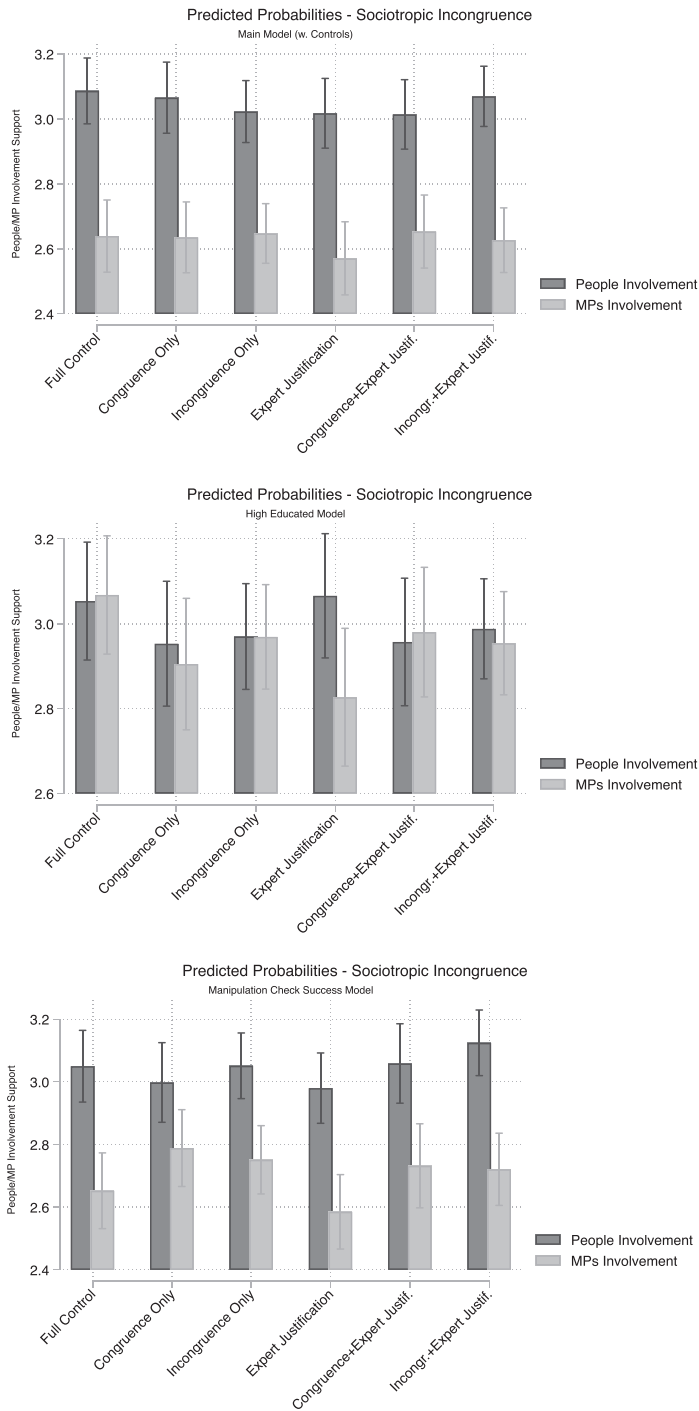 Predicted Probabilities - Sociotropic Incongruence
Main Model (w. Controls)
People/MP Involvement Support
3.2
3.0
2.8
2.6
2.4
Full Control
Congruence Only
Incongruence Only
Expert Justification
Congruence+Expert Justif.
Incongr.+Expert Justif.
People Involvement
MPs Involvement
Predicted Probabilities - Sociotropic Incongruence
High Educated Model
People/MP Involvement Support
3.2
3.0
2.8
2.6
Full Control
Congruence Only
Incongruence Only
Expert Justification
Congruence+Expert Justif.
Incongr.+Expert Justif.
People Involvement
MPs Involvement
Predicted Probabilities - Sociotropic Incongruence
Manipulation Check Success Model
People/MP Involvement Support
3.2
3.0
2.8
2.6
2.4
Full Control
Congruence Only
Incongruence Only
Expert Justification
Congruence+Expert Justif.
Incongr.+Expert Justif.
People Involvement
MPs Involvement